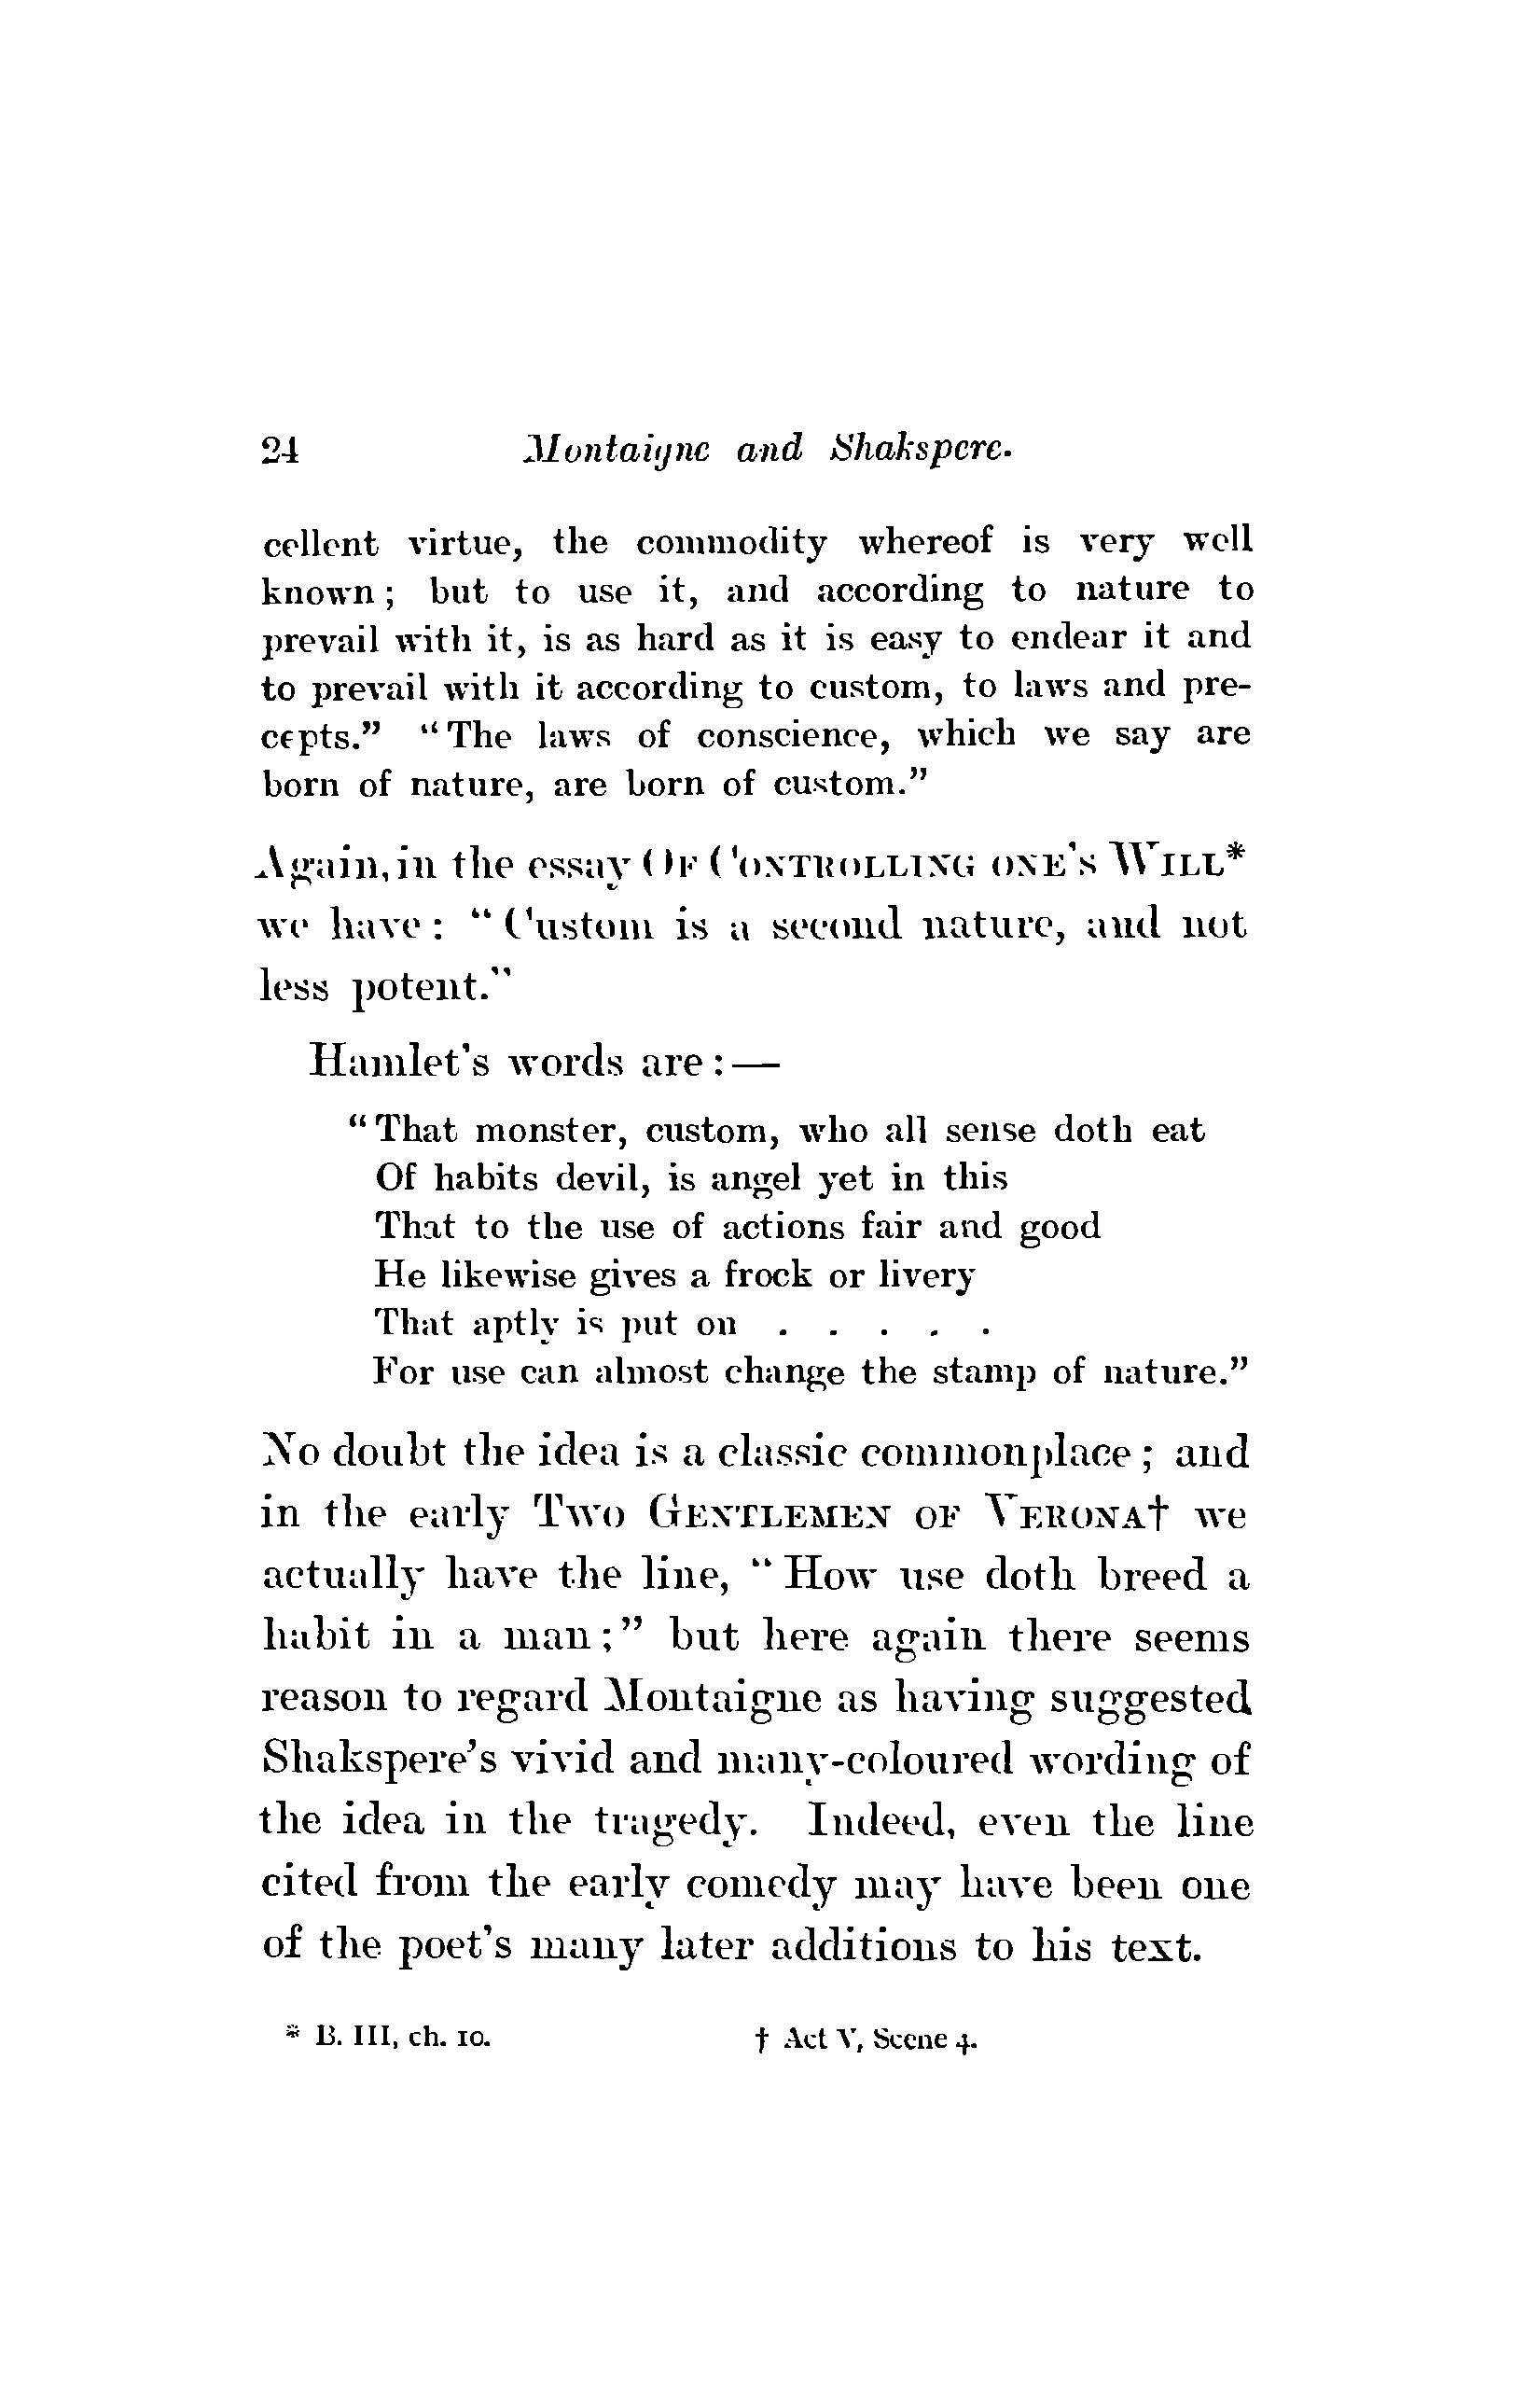 24 Montaigne and Shakspere.
cellent virtue, the commodity whereof is very well
known; but to use it, and according to nature to
prevail with it, is as hard as it is easy to endear it and
to prevail with it according to custom, to laws and pre-
cepts.” “The laws of conscience, which we say are
born of nature, are born of custom.”
Again, in the essay OF CONTROLLING ONE'S WILL*
we have: “Custom is a second nature, and not
less potent.”
Hamlet's words are:—
“That monster, custom, who all sense doth eat
Of habits devil, is angel yet in this
That to the use of actions fair and good
He likewise gives a frock or livery
That aptly is put on . . . . .
For use can almost change the stamp of nature.”
No doubt the idea is a classic commonplace; and
in the early TWO GENTLEMEN OF VERONA† we
actually have the line, “How use doth breed a
habit in a man;” but here again there seems
reason to regard Montaigne as having suggested
Shakspere's vivid and many-coloured wording of
the idea in the tragedy. Indeed, even the line
cited from the early comedy may have been one
of the poet's many later additions to his text.
* B. III, ch. 10. † Act V, Scene 4.